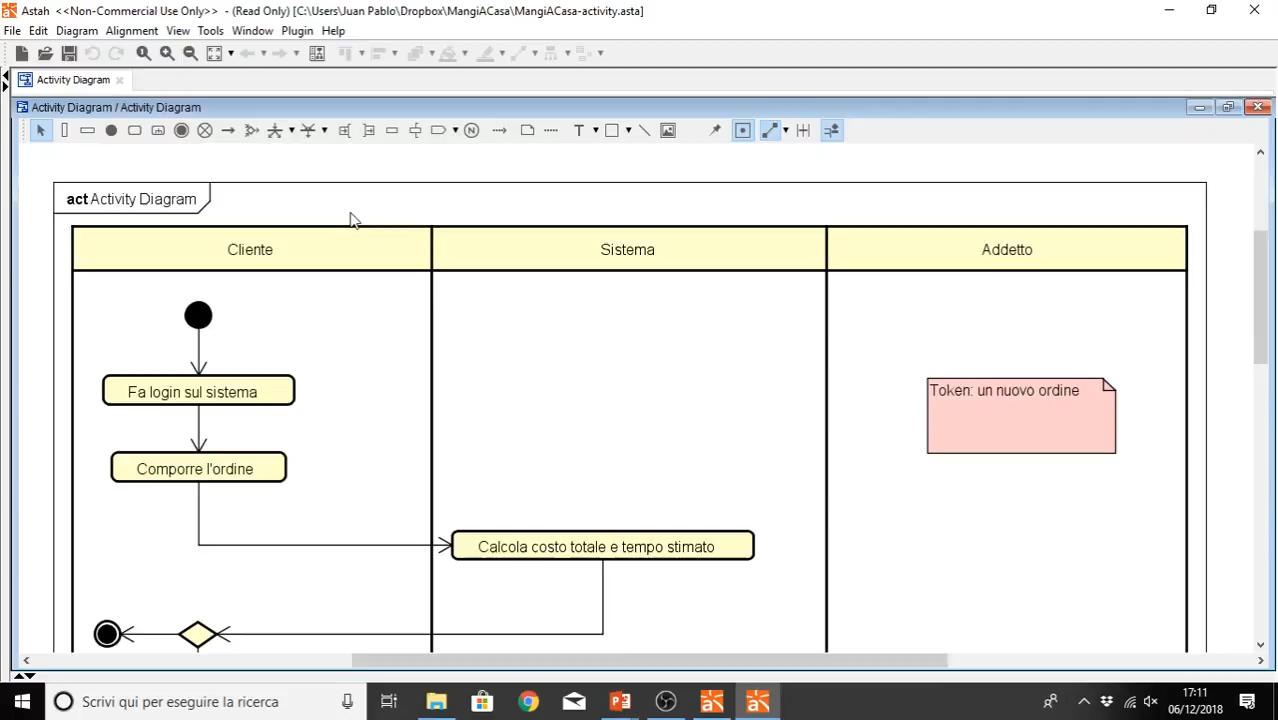 Astah <<Non-Commercial Use Only>> - (Read Only) [C:\Users\Juan Pablo\Dropbox\MangiACasa\MangiACasa-activity.asta]
File Edit Diagram Alignment View Tools Window Plugin Help
Activity Diagram
Activity Diagram / Activity Diagram
N T
act Activity Diagram
Cliente Sistema Addetto
Fa login sul sistema
Token: un nuovo ordine
Comporre l'ordine
Calcola costo totale e tempo stimato
Scrivi qui per eseguire la ricerca
17:11
06/12/2018